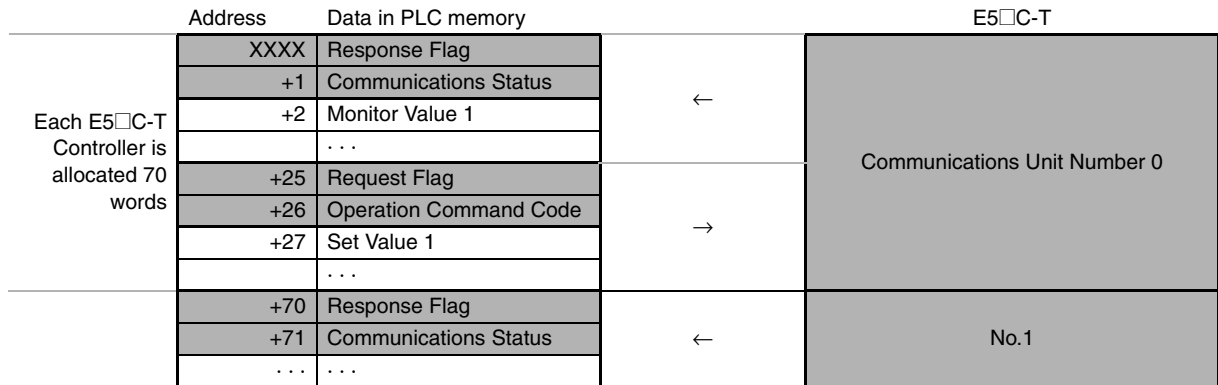 Address Data in PLC memory E5□C-T
XXXX Response Flag
+1 Communications Status
+2 Monitor Value 1
. . .
←
Each E5□C-T
Controller is
allocated 70
words
+25 Request Flag
+26 Operation Command Code
+27 Set Value 1
. . .
→
Communications Unit Number 0
+70 Response Flag
+71 Communications Status
. . . . . .
←
No.1